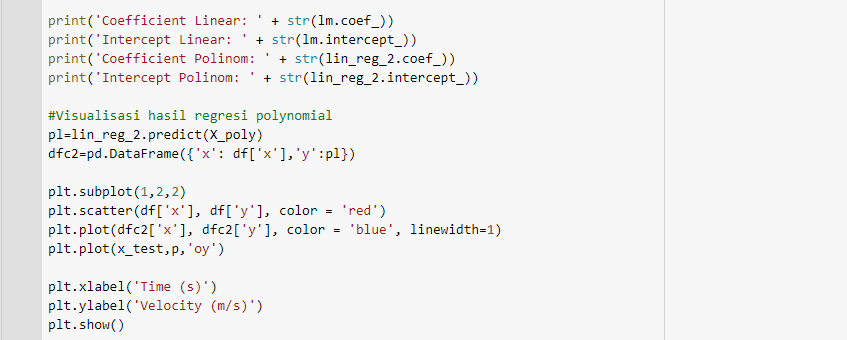 print('Coefficient Linear: ' + str(lm.coef_))
print('Intercept Linear: ' + str(lm.intercept_))
print('Coefficient Polinom: ' + str(lin_reg_2.coef_))
print('Intercept Polinom: ' + str(lin_reg_2.intercept_))
#Visualisasi hasil regresi polynomial
pl=lin_reg_2.predict(X_poly)
dfc2=pd.DataFrame({'x': df['x'],'y':pl})
plt.subplot(1,2,2)
plt.scatter(df['x'], df['y'], color = 'red')
plt.plot(dfc2['x'], dfc2['y'], color = 'blue', linewidth=1)
plt.plot(x_test,p,'oy')
plt.xlabel('Time (s)')
plt.ylabel('Velocity (m/s)')
plt.show()